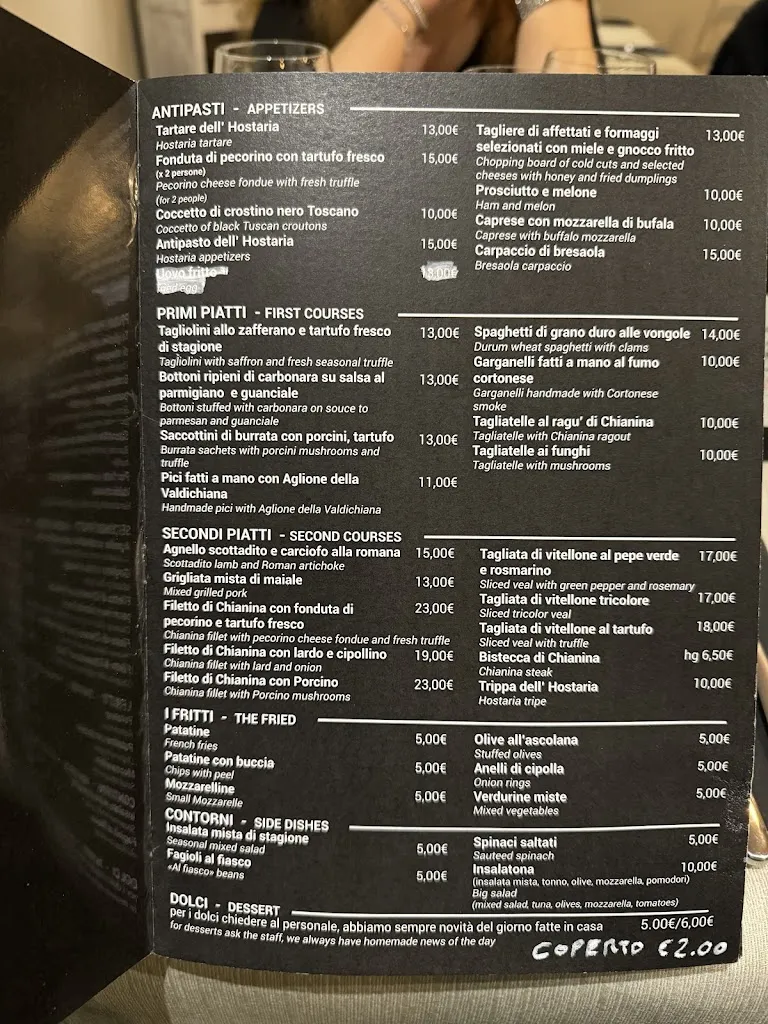 ANTIPASTI - APPETIZERS
Tartare dell' Hostaria 13,00€
Hostaria tartare
Fonduta di pecorino con tartufo fresco 15,00€
(x 2 persone)
Pecorino cheese fondue with fresh truffle
(for 2 people)
Coccetto di crostino nero Toscano 10,00€
Coccetto of black Tuscan croutons
Antipasto dell' Hostaria 15,00€
Hostaria appetizers
Uovo fritto
Tagliere di affettati e formaggi 13,00€
selezionati con miele e gnocco fritto
Chopping board of cold cuts and selected
cheeses with honey and fried dumplings
Prosciutto e melone 10,00€
Ham and melon
Caprese con mozzarella di bufala 10,00€
Caprese with buffalo mozzarella
Carpaccio di bresaola 15,00€
Bresaola carpaccio
PRIMI PIATTI - FIRST COURSES
Tagliolini allo zafferano e tartufo fresco 13,00€
di stagione
Tagliolini with saffron and fresh seasonal truffle
Bottoni ripieni di carbonara su salsa al 13,00€
parmigiano e guanciale
Bottoni stuffed with carbonara on souce to
parmesan and guanciale
Saccottini di burrata con porcini, tartufo 13,00€
Burrata sachets with porcini mushrooms and
truffle
Pici fatti a mano con Aglione della 11,00€
Valdichiana
Handmade pici with Aglione della Valdichiana
Spaghetti di grano duro alle vongole 14,00€
Durum wheat spaghetti with clams
Garganelli fatti a mano al fumo 10,00€
cortonese
Garganelli handmade with Cortonese
smoke
Tagliatelle al ragu' di Chianina 10,00€
Tagliatelle with Chianina ragout
Tagliatelle ai funghi 10,00€
Tagliatelle with mushrooms
SECONDI PIATTI - SECOND COURSES
Agnello scottadito e carciofo alla romana 15,00€
Scottadito lamb and Roman artichoke
Grigliata mista di maiale 13,00€
Mixed grilled pork
Filetto di Chianina con fonduta di 23,00€
pecorino e tartufo fresco
Chianina fillet with pecorino cheese fondue and fresh truffle
Filetto di Chianina con lardo e cipollino 19,00€
Chianina fillet with lard and onion
Filetto di Chianina con Porcino 23,00€
Chianina fillet with Porcino mushrooms
Tagliata di vitellone al pepe verde 17,00€
e rosmarino
Sliced veal with green pepper and rosemary
Tagliata di vitellone tricolore 17,00€
Sliced tricolor veal
Tagliata di vitellone al tartufo 18,00€
Sliced veal with truffle
Bistecca di Chianina hg 6,50€
Chianina steak
Trippa dell' Hostaria 10,00€
Hostaria tripe
I FRITTI - THE FRIED
Patatine 5,00€
French fries
Patatine con buccia 5,00€
Chips with peel
Mozzarelline 5,00€
Small Mozzarelle
Olive all'ascolana 5,00€
Stuffed olives
Anelli di cipolla 5,00€
Onion rings
Verdurine miste 5,00€
Mixed vegetables
CONTORNI - SIDE DISHES
Insalata mista di stagione 5,00€
Seasonal mixed salad
Fagioli al fiasco 5,00€
«Al fiasco» beans
Spinaci saltati 5,00€
Sauteed spinach
Insalatona 10,00€
(insalata mista, tonno, olive, mozzarella, pomodori)
Big salad
(mixed salad, tuna, olives, mozzarella, tomatoes)
DOLCI - DESSERT
per i dolci chiedere al personale, abbiamo sempre novità del giorno fatte in casa 5.00€/6,00€
for desserts ask the staff, we always have homemade news of the day
COPERTO €2.00